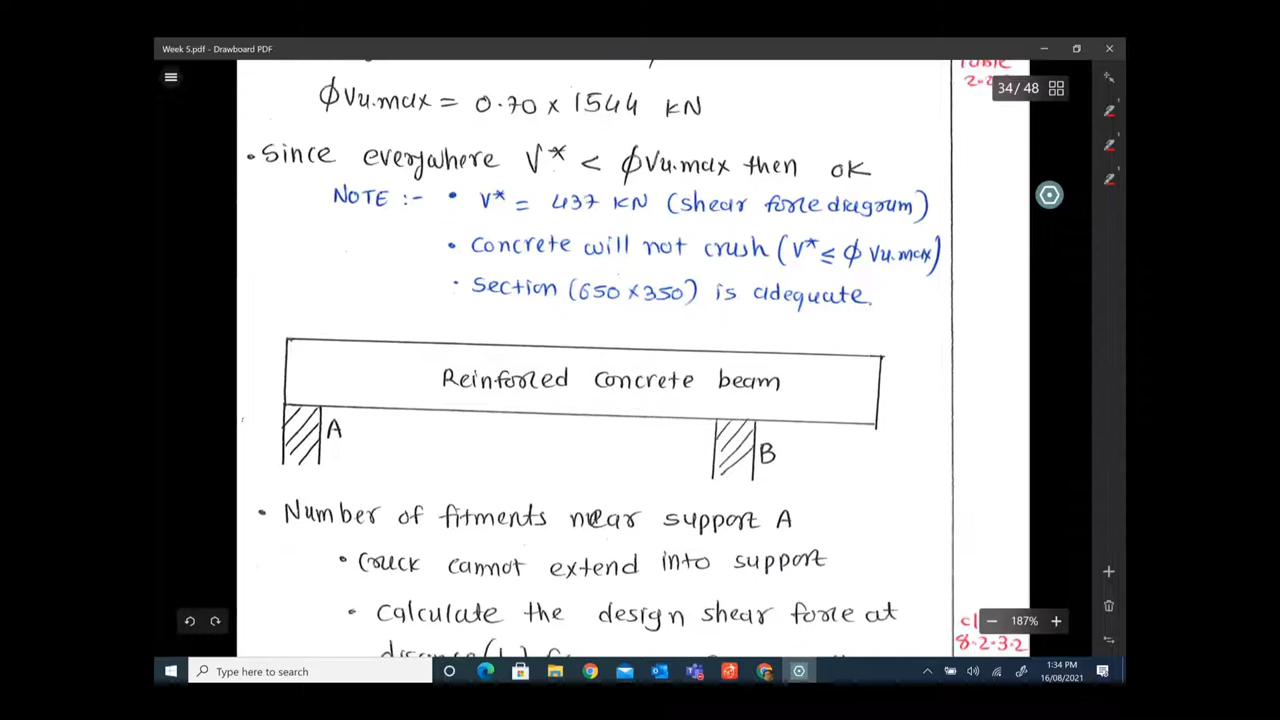 Week 5.pdf - Drawboard PDF
34 / 48
ϕVu.max = 0.70 × 1544 KN
• Since everywhere V* < ϕVu.max then OK
NOTE :- • V* = 437 KN (shear force diagram)
• Concrete will not crush (V* ≤ ϕ Vu.max)
• Section (650 × 350) is adequate.
Reinforced concrete beam
A
B
• Number of fitments near support A
• Crack cannot extend into support
• Calculate the design shear force at
8.2.3.2
187%
Type here to search
1:34 PM
16/08/2021